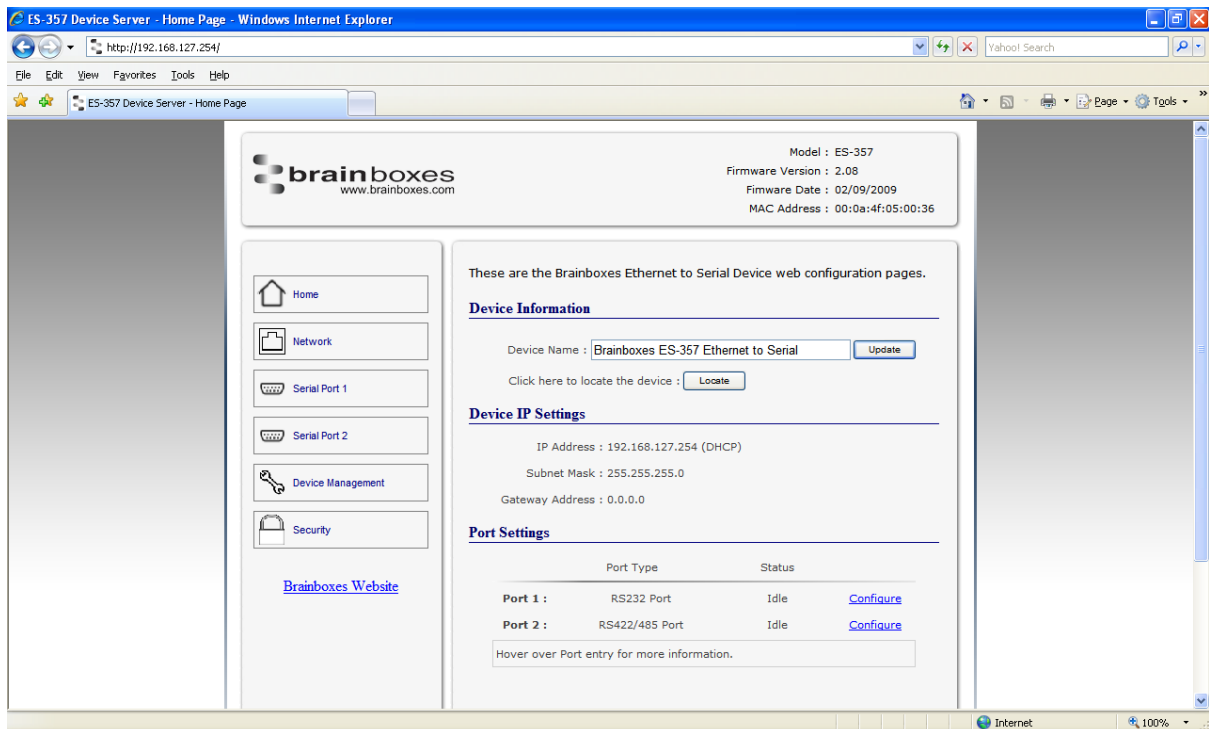 ES-357 Device Server - Home Page - Windows Internet Explorer
http://192.168.127.254/
Yahoo! Search
File Edit View Favorites Tools Help
ES-357 Device Server - Home Page
Page Tools »
brainboxes
www.brainboxes.com
Model : ES-357
Firmware Version : 2.08
Fimware Date : 02/09/2009
MAC Address : 00:0a:4f:05:00:36
Home
Network
Serial Port 1
Serial Port 2
Device Management
Security
Brainboxes Website
These are the Brainboxes Ethernet to Serial Device web configuration pages.
Device Information
Device Name : Brainboxes ES-357 Ethernet to Serial Update
Click here to locate the device : Locate
Device IP Settings
IP Address : 192.168.127.254 (DHCP)
Subnet Mask : 255.255.255.0
Gateway Address : 0.0.0.0
Port Settings
Port Type Status
Port 1 : RS232 Port Idle Configure
Port 2 : RS422/485 Port Idle Configure
Hover over Port entry for more information.
Internet 100%